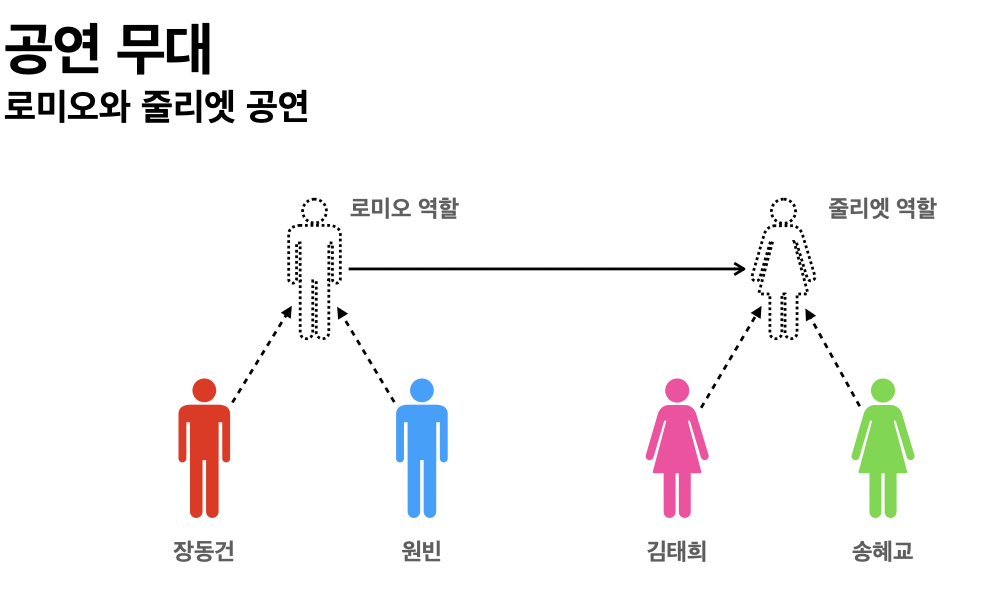 공연 무대
로미오와 줄리엣 공연
로미오 역할
줄리엣 역할
장동건
원빈
김태희
송혜교